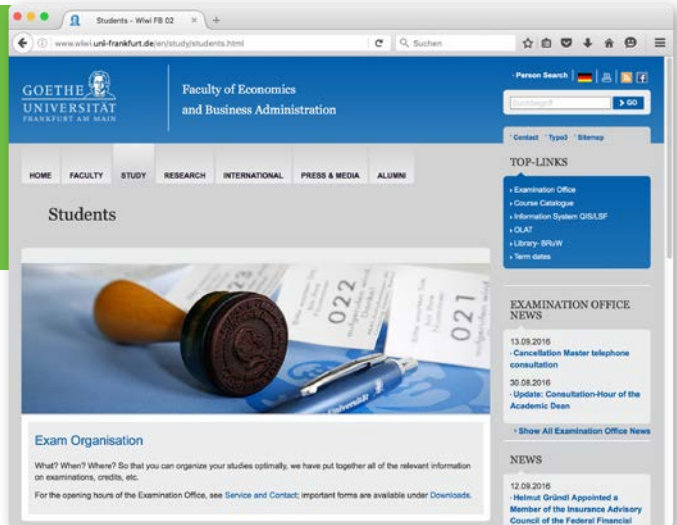 Students - Wiwi FB 02
www.wiwi.uni-frankfurt.de/en/study/students.html
Suchen
GOETHE
UNIVERSITÄT
FRANKFURT AM MAIN
Faculty of Economics
and Business Administration
Person Search
Suchbegriff
GO
Contact Typo3 Sitemap
HOME FACULTY STUDY RESEARCH INTERNATIONAL PRESS & MEDIA ALUMNI
Students
TOP-LINKS
Examination Office
Course Catalogue
Information System QIS/LSF
OLAT
Library- BRuW
Term dates
022
021
Universität
EXAMINATION OFFICE
NEWS
13.09.2016
Cancellation Master telephone
consultation
30.08.2016
Update: Consultation-Hour of the
Academic Dean
Show All Examination Office News
Exam Organisation
What? When? Where? So that you can organize your studies optimally, we have put together all of the relevant information
on examinations, credits, etc.
For the opening hours of the Examination Office, see Service and Contact; important forms are available under Downloads.
NEWS
12.09.2016
Helmut Gründl Appointed a
Member of the Insurance Advisory
Council of the Federal Financial